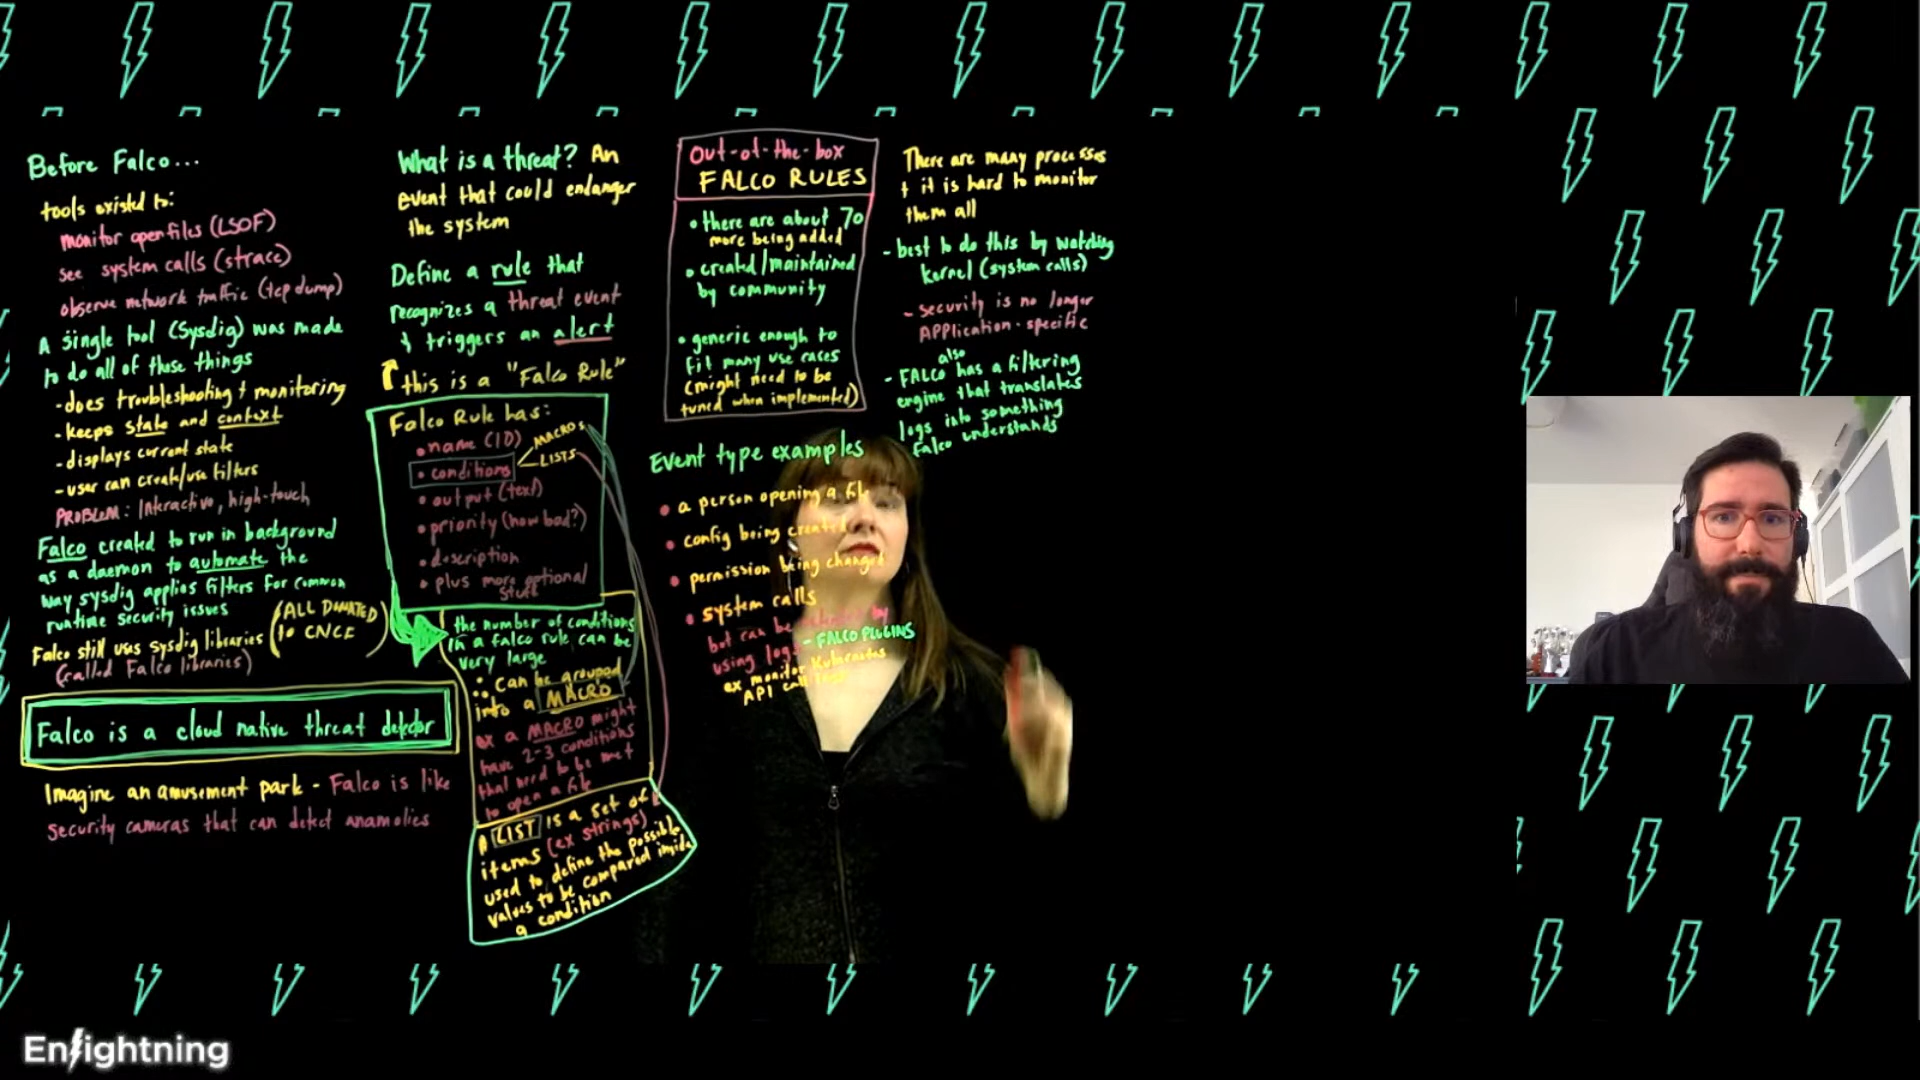 Before Falco...
tools existed to:
monitor open files (LSOF)
see system calls (strace)
observe network traffic (tcp dump)
A single tool (Sysdig) was made
to do all of these things
- does troubleshooting + monitoring
- keeps state and context
- displays current state
- user can create/use filters
PROBLEM: Interactive, high-touch
Falco created to run in background
as a daemon to automate the
way sysdig applies filters for common
runtime security issues
(ALL DONATED
to CNCF)
Falco still uses sysdig libraries
(called Falco libraries)
Falco is a cloud native threat detector
Imagine an amusement park - Falco is like
security cameras that can detect anamolies
What is a threat? An
event that could endanger
the system
Define a rule that
recognizes a threat event
+ triggers an alert
this is a "Falco Rule"
Falco Rule has:
• name (ID)
• conditions
MACROS
LISTS
• output (text)
• priority (how bad?)
• description
• plus more optional
stuff
the number of conditions
in a falco rule can be
very large
∴ can be grouped
into a MACRO
ex a MACRO might
have 2-3 conditions
that need to be met
to open a file
A LIST is a set of
items (ex strings)
used to define the possible
values to be compared inside
a condition
Out-of-the-box
FALCO RULES
• there are about 70
more being added
• created/maintained
by community
• generic enough to
fit many use cases
(might need to be
tuned when implemented)
Event type examples
• a person opening a file
• config being created
• permission being changed
• system calls
but can be by
using logs - FALCO PLUGINS
ex monitor Kubernetes
API call logs
There are many processes
+ it is hard to monitor
them all
- best to do this by watching
kernel (system calls)
- security is no longer
APPlication-specific
also
- FALCO has a filtering
engine that translates
logs into something
Falco understands
Enlightning